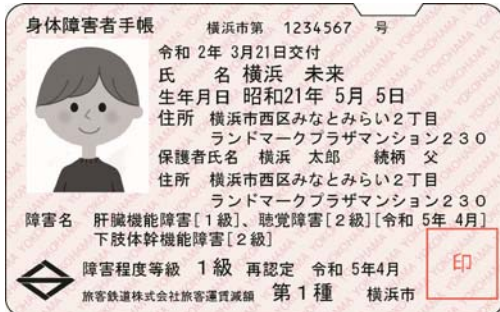 身体障害者手帳 横浜市第 1234567 号
令和 2年 3月21日交付
氏 名 横浜 未来
生年月日 昭和21年 5月 5日
住所 横浜市西区みなとみらい2丁目
ランドマークプラザマンション230
保護者氏名 横浜 太郎 続柄 父
住所 横浜市西区みなとみらい2丁目
ランドマークプラザマンション230
障害名 肝臓機能障害[1級]、聴覚障害[2級][令和 5年 4月]
下肢体幹機能障害[2級]
障害程度等級 1級 再認定 令和 5年4月
旅客鉄道株式会社旅客運賃減額 第1種 横浜市
印